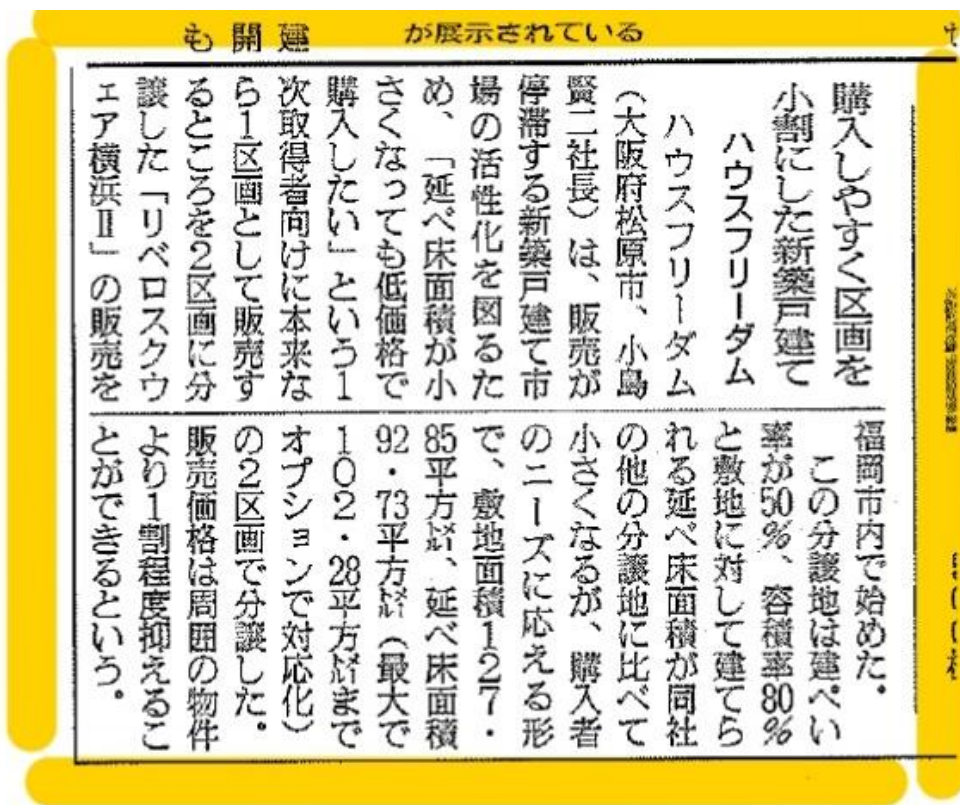 が展示されている
も
開
建
購入しやすく区画を
小割にした新築戸建て
ハウスフリーダム
ハウスフリーダム
(大阪府松原市、小島
賢二社長)は、販売が
停滞する新築戸建て市
場の活性化を図るた
め、「延べ床面積が小
さくなっても低価格で
購入したい」という1
次取得者向けに本来な
ら1区画として販売す
るところを2区画に分
譲した「リベロスクウ
ェア横浜Ⅱ」の販売を
福岡市内で始めた。
この分譲地は建ぺい
率が50%、容積率80%
と敷地に対して建てら
れる延べ床面積が同社
の他の分譲地に比べて
小さくなるが、購入者
のニーズに応える形
で、敷地面積127・
85平方㍍、延べ床面積
92・73平方㍍(最大で
102・28平方㍍まで
オプションで対応化)
の2区画で分譲した。
販売価格は周囲の物件
より1割程度抑えるこ
とができるという。